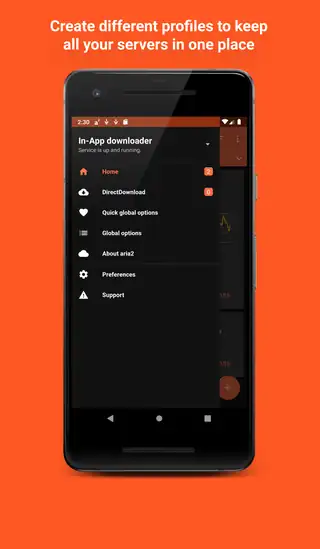 Create different profiles to keep
all your servers in one place
2:30
In-App downloader
Service is up and running.
Home 2
DirectDownload 0
Quick global options
Global options
About aria2
Preferences
Support